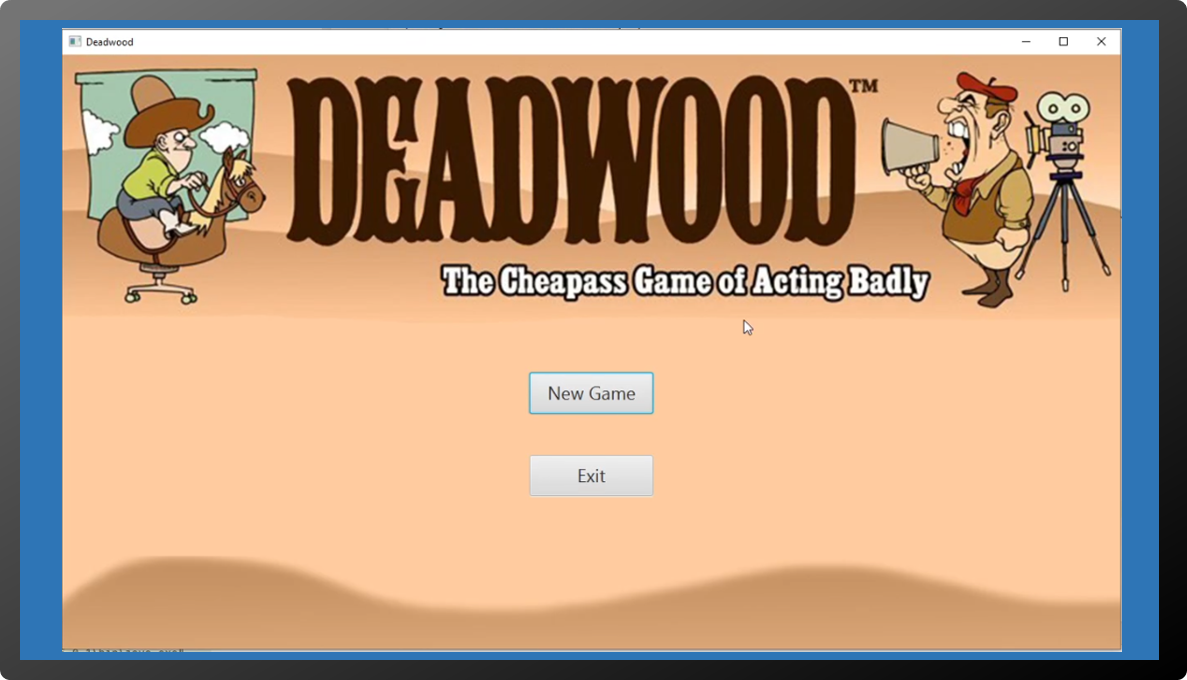 Deadwood
DEADWOOD™
The Cheapass Game of Acting Badly
New Game
Exit